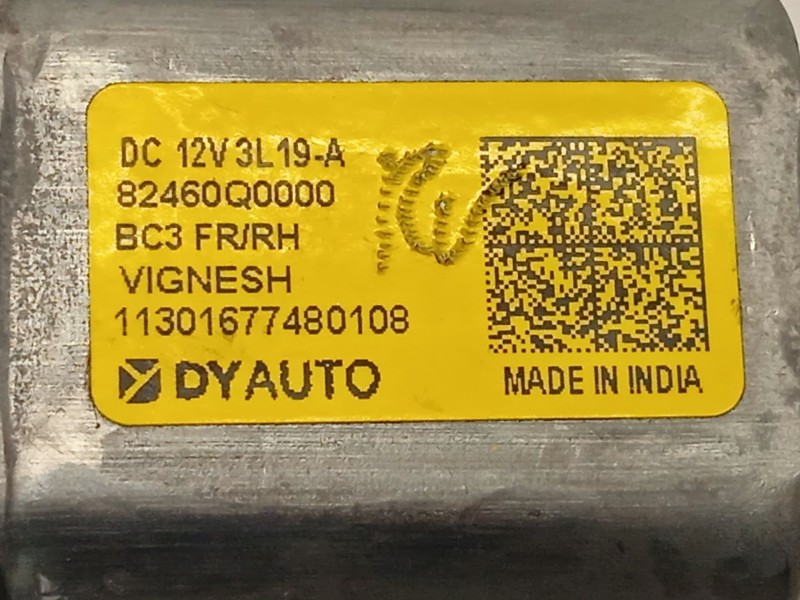 DC 12V 3L19-A
82460Q0000
BC3 FR/RH
VIGNESH
11301677480108
DYAUTO
MADE IN INDIA